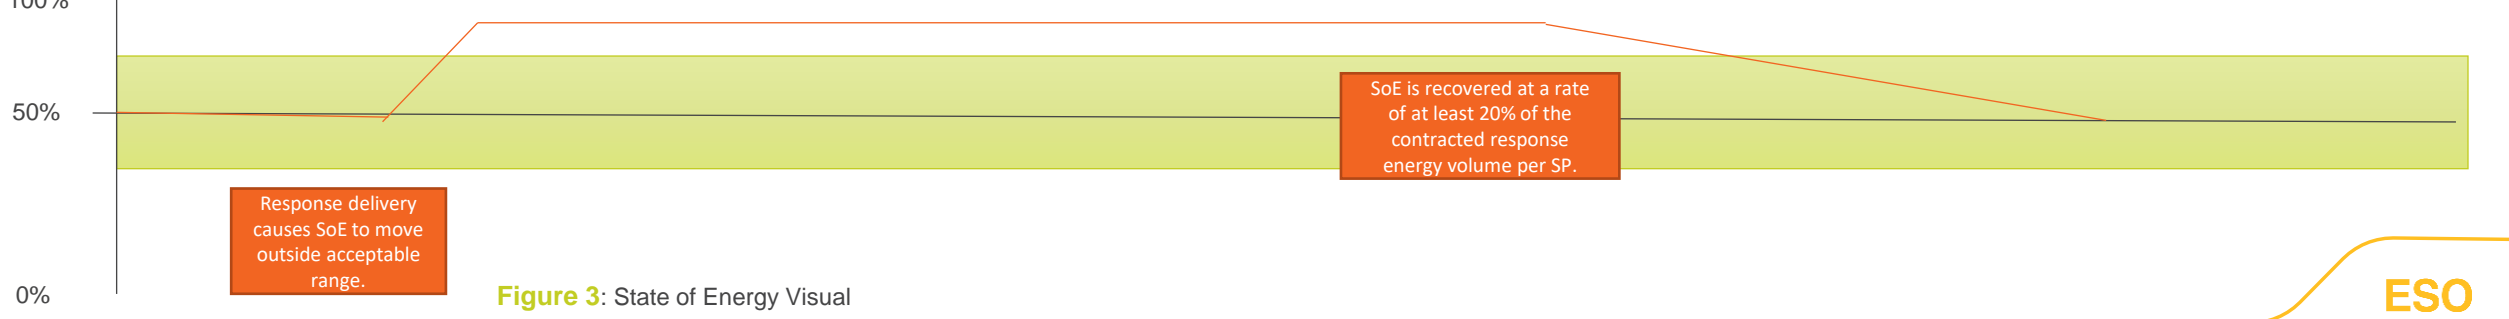 100%
50%
0%
SoE is recovered at a rate
of at least 20% of the
contracted response
energy volume per SP.
Response delivery
causes SoE to move
outside acceptable
range.
Figure 3: State of Energy Visual
ESO